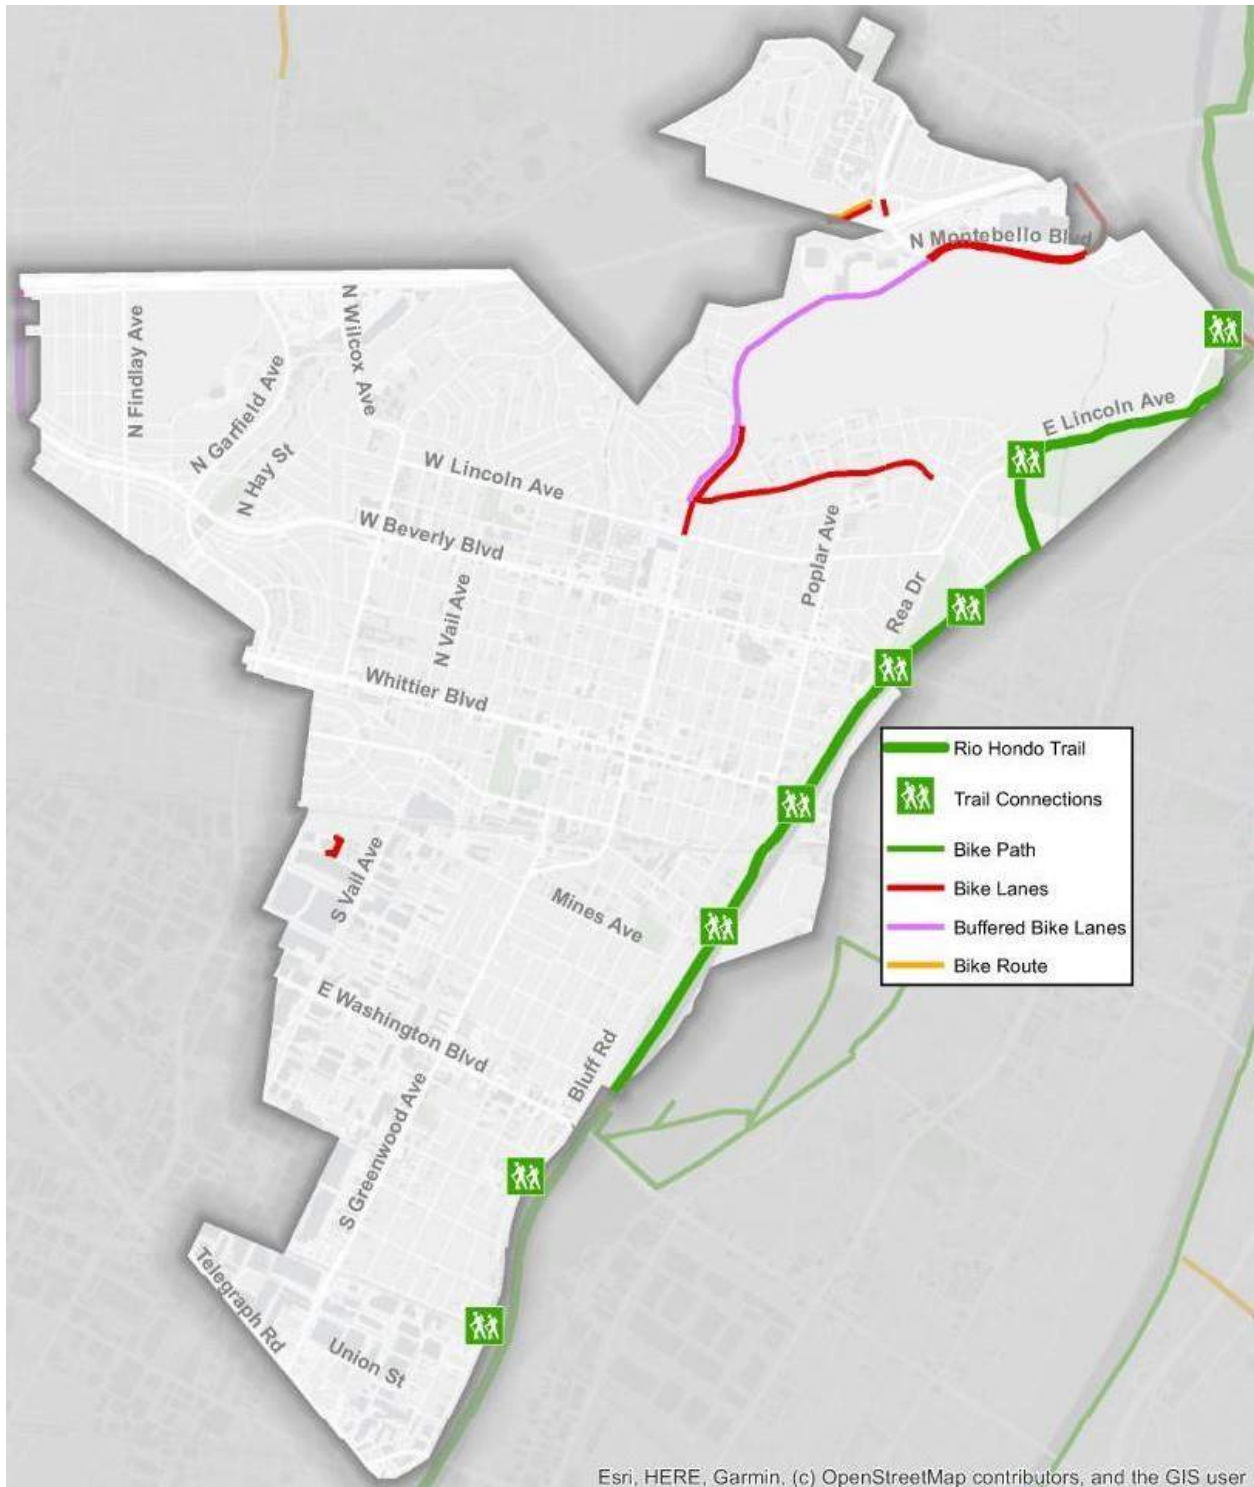 N Montebello Blvd
N Findlay Ave
N Wilcox Ave
N Garfield Ave
N Hay St
E Lincoln Ave
W Lincoln Ave
W Beverly Blvd
Poplar Ave
Rea Dr
N Vail Ave
Whittier Blvd
Rio Hondo Trail
Trail Connections
Bike Path
Bike Lanes
Buffered Bike Lanes
Bike Route
S Vail Ave
Mines Ave
E Washington Blvd
Bluff Rd
S Greenwood Ave
Telegraph Rd
Union St
Esri, HERE, Garmin, (c) OpenStreetMap contributors, and the GIS user